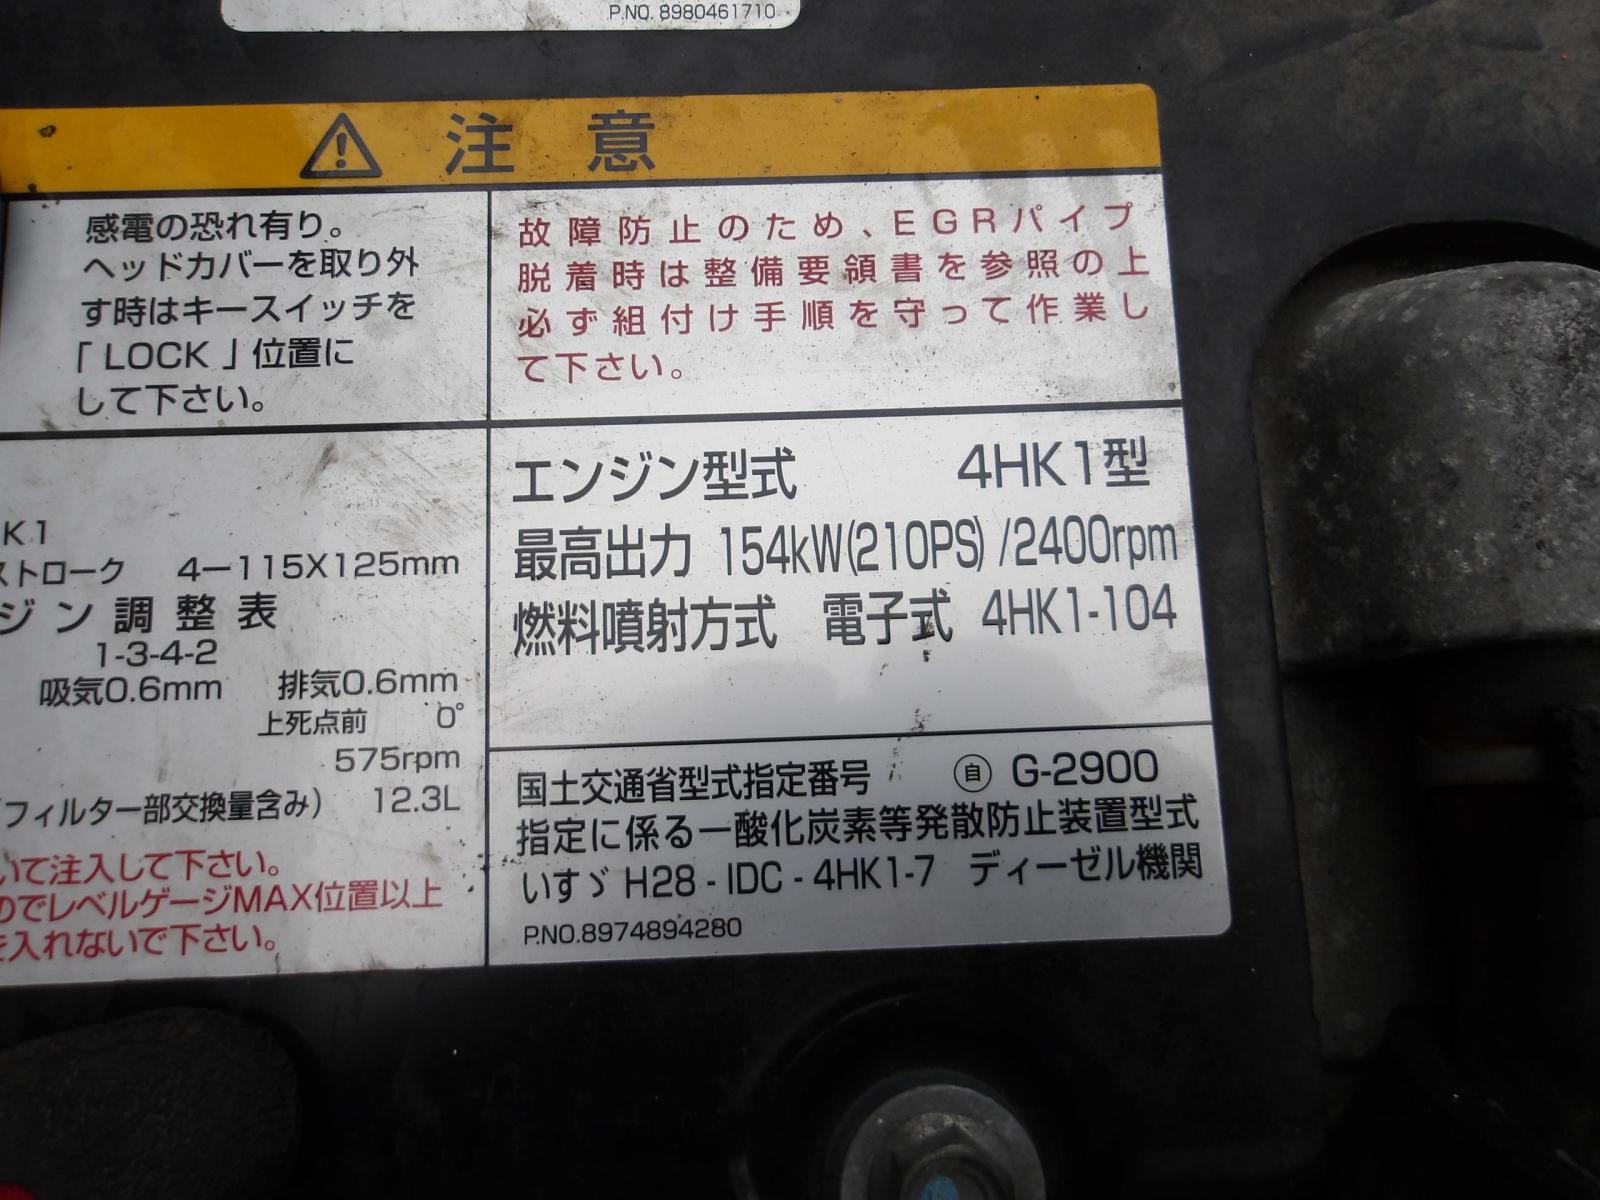 P.NO. 8980461710
⚠ 注意
感電の恐れ有り。
ヘッドカバーを取り外
す時はキースイッチを
「LOCK」位置に
して下さい。
故障防止のため、EGRパイプ
脱着時は整備要領書を参照の上
必ず組付け手順を守って作業し
て下さい。
K1
ストローク 4ー115X125mm
ジン調整表
1-3-4-2
吸気0.6mm 排気0.6mm
上死点前 0°
575rpm
(フィルター部交換量含み) 12.3L
いて注入して下さい。
のでレベルゲージMAX位置以上
を入れないで下さい。
エンジン型式 4HK1型
最高出力 154kW(210PS)/2400rpm
燃料噴射方式 電子式 4HK1-104
国土交通省型式指定番号 ㊀自 G-2900
指定に係る一酸化炭素等発散防止装置型式
いすゞ H28 - IDC - 4HK1-7 ディーゼル機関
P.NO.8974894280